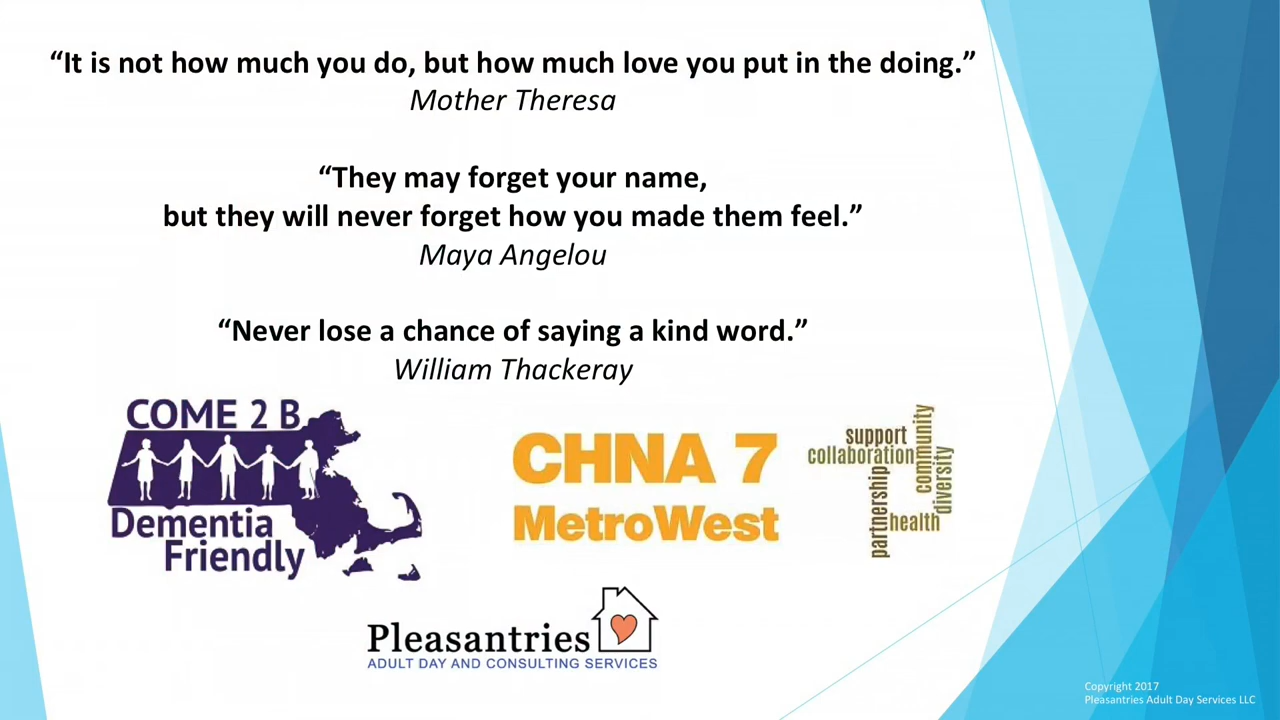 “It is not how much you do, but how much love you put in the doing.”
Mother Theresa
“They may forget your name,
but they will never forget how you made them feel.”
Maya Angelou
“Never lose a chance of saying a kind word.”
William Thackeray
COME 2 B
Dementia
Friendly
CHNA 7
MetroWest
support
collaboration
community
diversity
partnership
health
Pleasantries
ADULT DAY AND CONSULTING SERVICES
Copyright 2017
Pleasantries Adult Day Services LLC